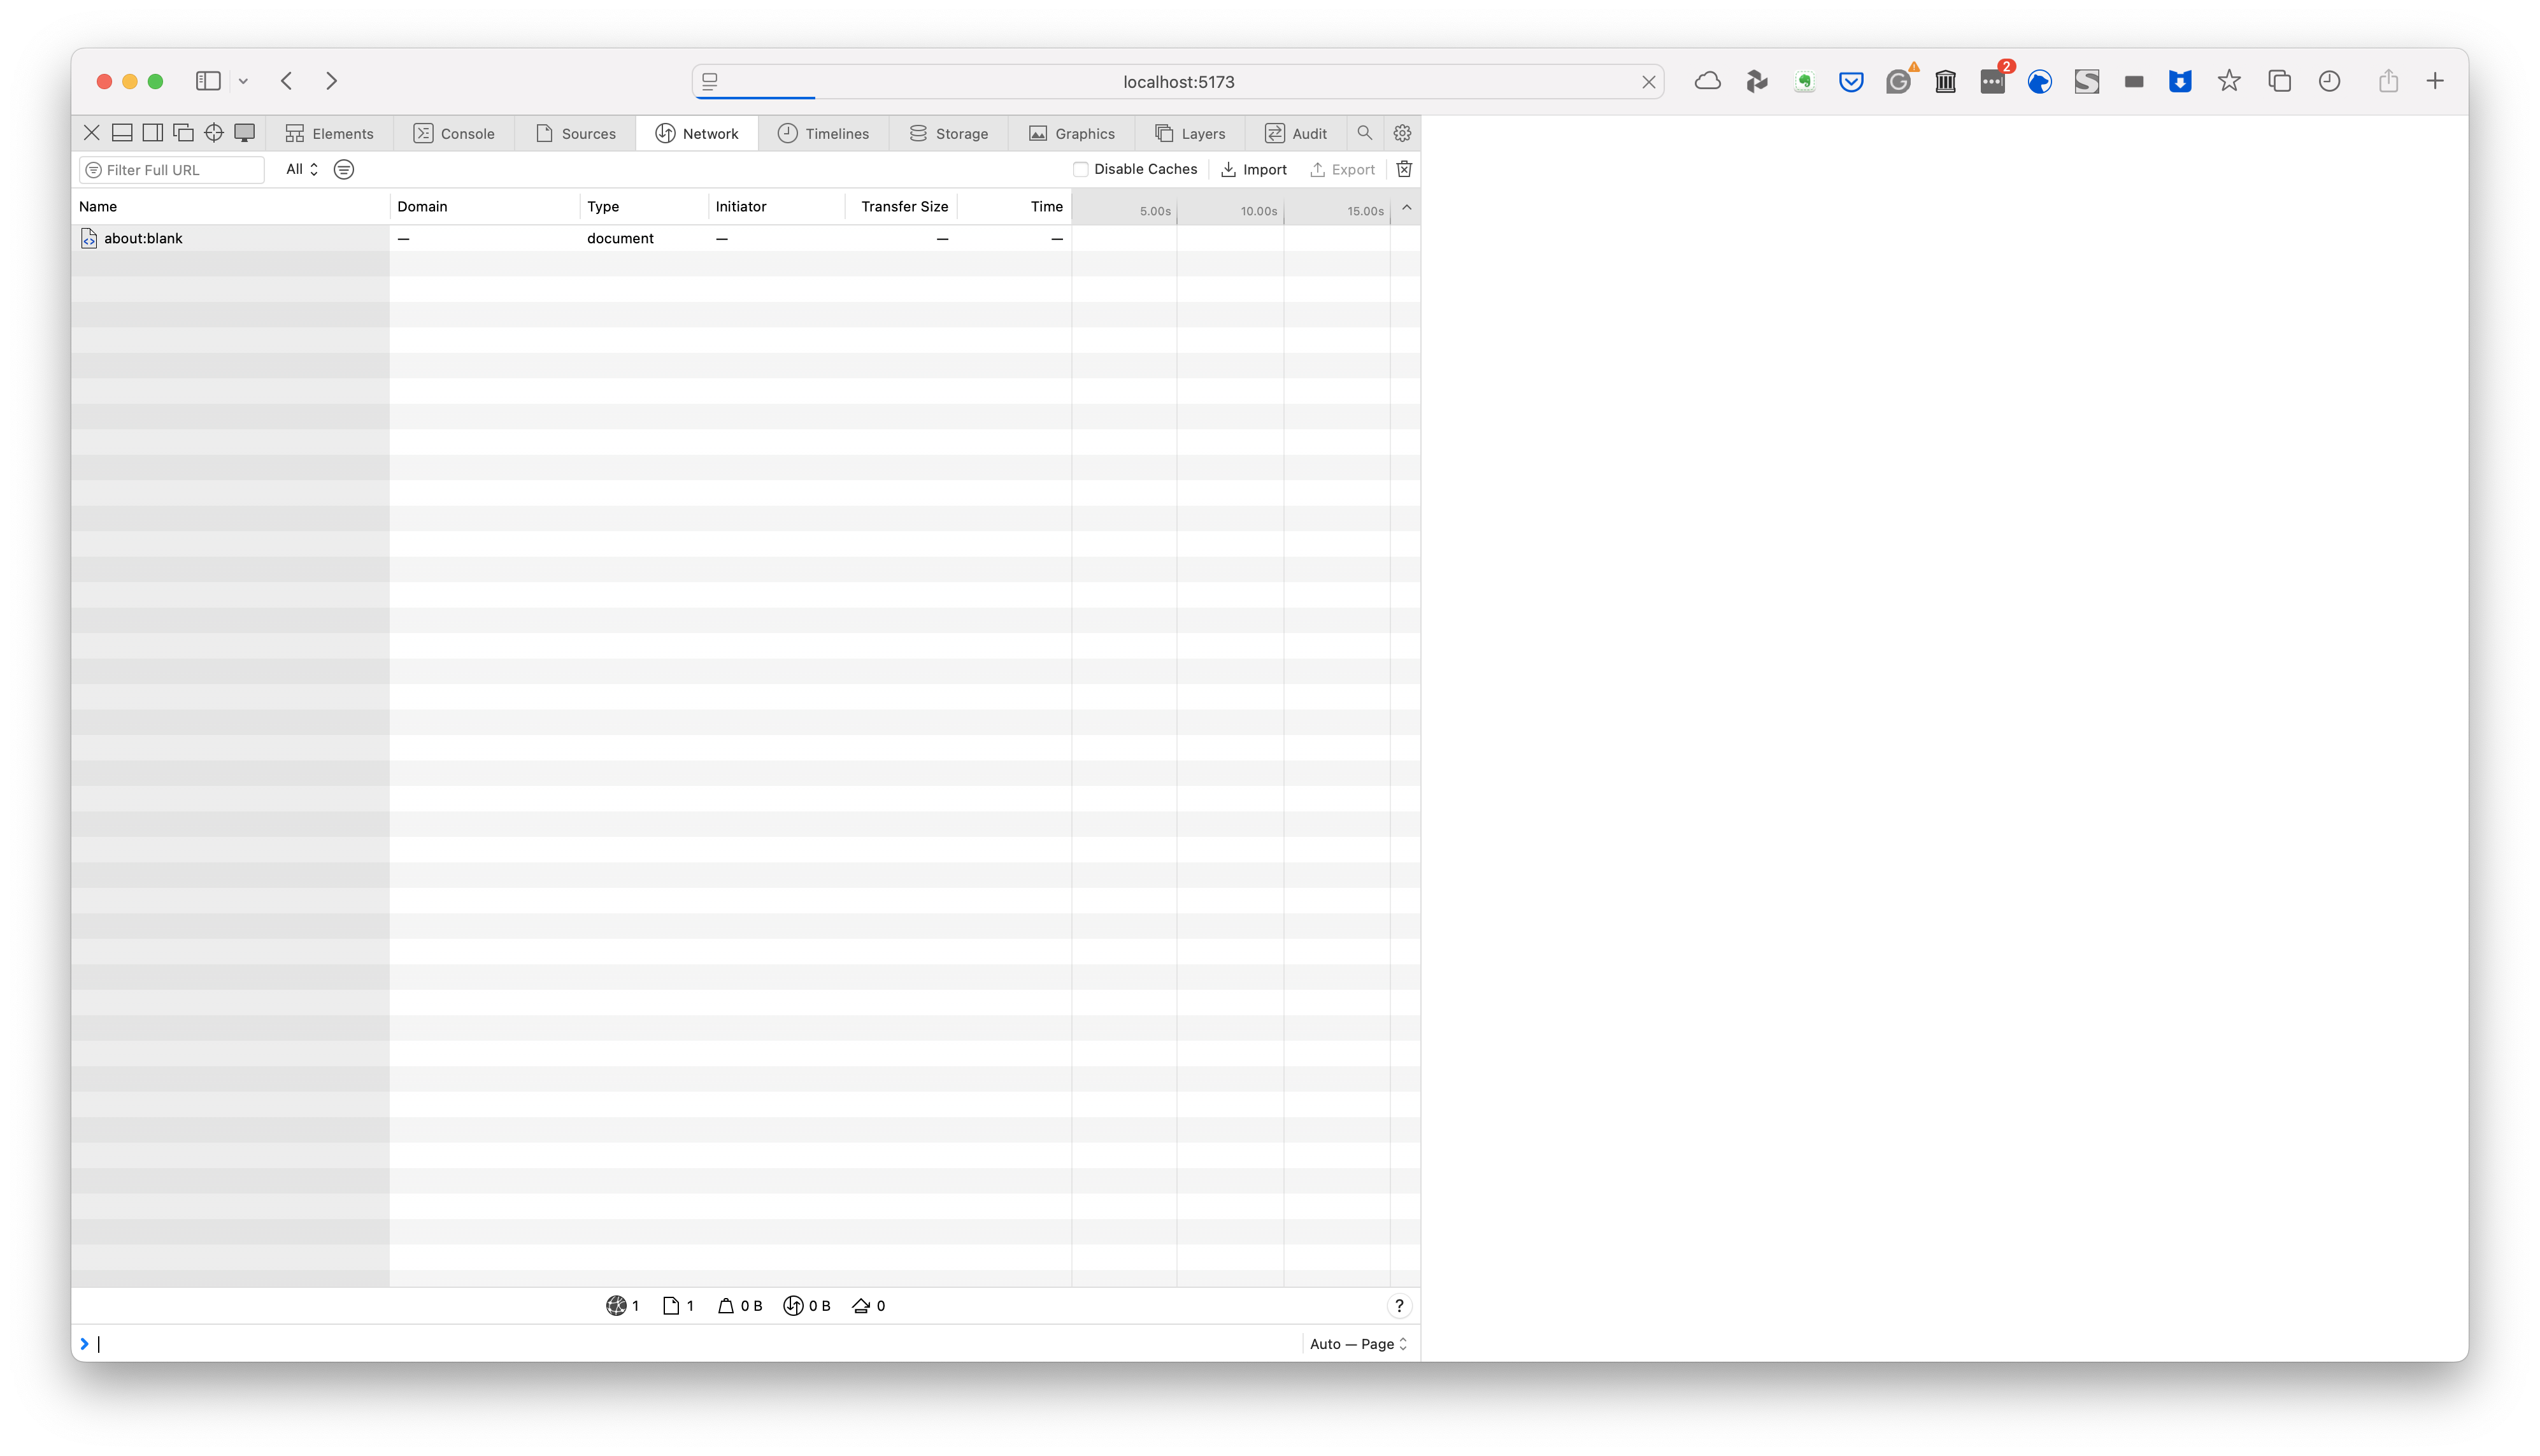 localhost:5173
2
Elements Console Sources Network Timelines Storage Graphics Layers Audit
Filter Full URL All Disable Caches Import Export
Name Domain Type Initiator Transfer Size Time 5.00s 10.00s 15.00s
about:blank — document — — —
1 1 0 B 0 B 0 ?
Auto — Page